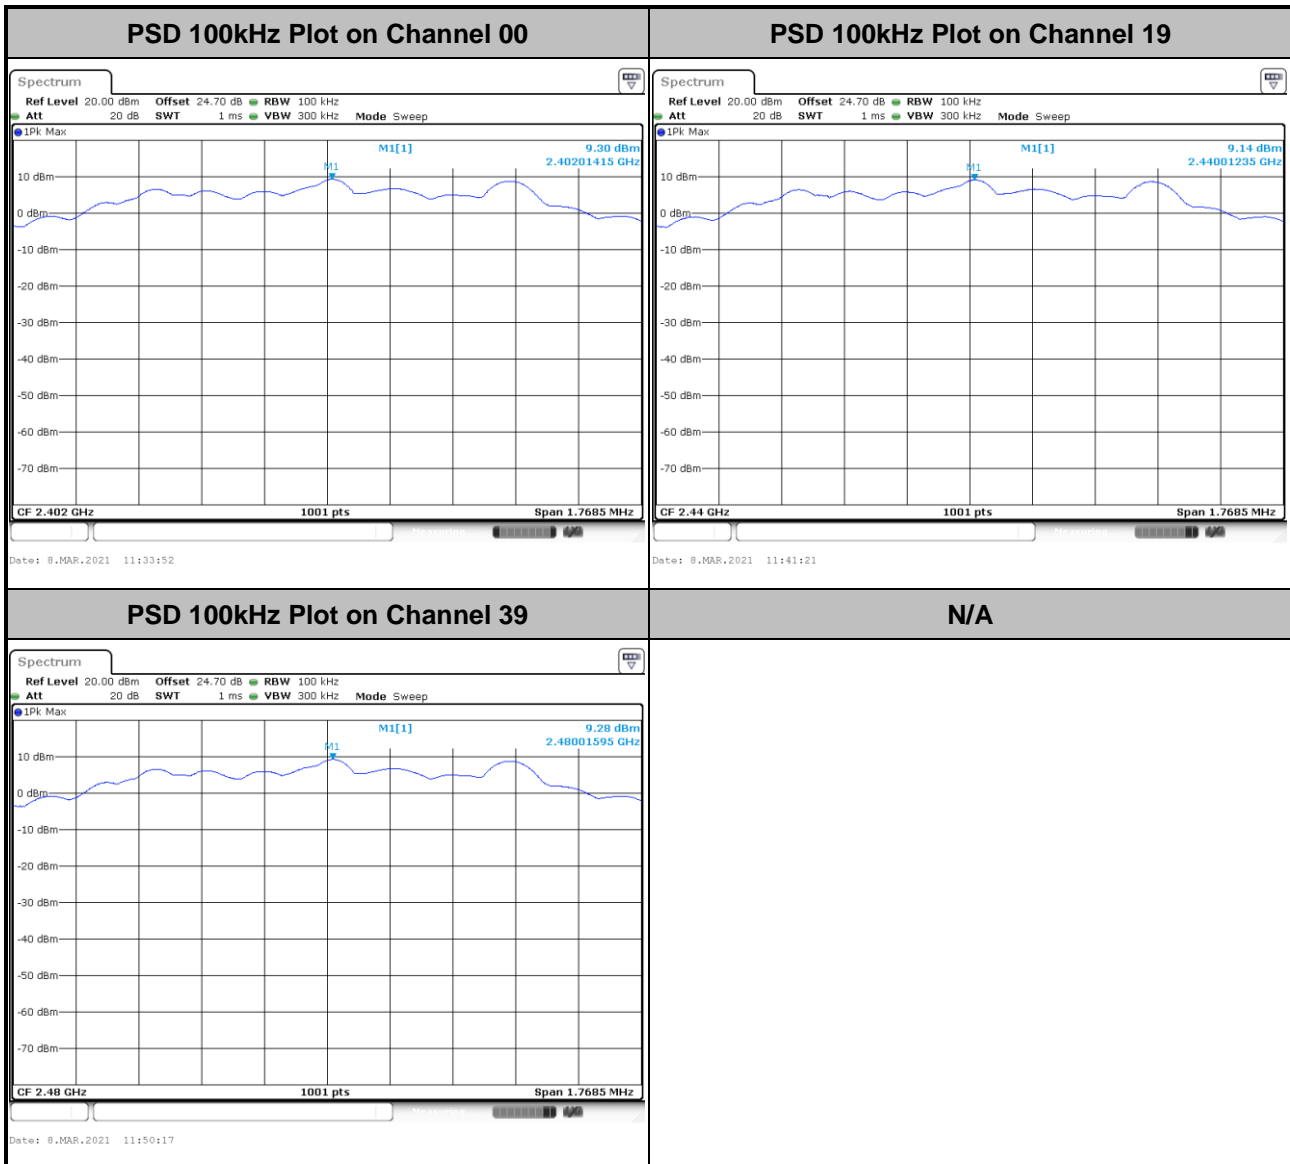 PSD 100kHz Plot on Channel 00
PSD 100kHz Plot on Channel 19
Spectrum
Ref Level 20.00 dBm Offset 24.70 dB RBW 100 kHz
Att 20 dB SWT 1 ms VBW 300 kHz Mode Sweep
1Pk Max
M1[1] 9.30 dBm
2.40201415 GHz
M1
10 dBm
0 dBm
-10 dBm
-20 dBm
-30 dBm
-40 dBm
-50 dBm
-60 dBm
-70 dBm
CF 2.402 GHz 1001 pts Span 1.7685 MHz
Measuring...
Date: 8.MAR.2021 11:33:52
Spectrum
Ref Level 20.00 dBm Offset 24.70 dB RBW 100 kHz
Att 20 dB SWT 1 ms VBW 300 kHz Mode Sweep
1Pk Max
M1[1] 9.14 dBm
2.44001235 GHz
M1
10 dBm
0 dBm
-10 dBm
-20 dBm
-30 dBm
-40 dBm
-50 dBm
-60 dBm
-70 dBm
CF 2.44 GHz 1001 pts Span 1.7685 MHz
Measuring...
Date: 8.MAR.2021 11:41:21
PSD 100kHz Plot on Channel 39
N/A
Spectrum
Ref Level 20.00 dBm Offset 24.70 dB RBW 100 kHz
Att 20 dB SWT 1 ms VBW 300 kHz Mode Sweep
1Pk Max
M1[1] 9.28 dBm
2.48001595 GHz
M1
10 dBm
0 dBm
-10 dBm
-20 dBm
-30 dBm
-40 dBm
-50 dBm
-60 dBm
-70 dBm
CF 2.48 GHz 1001 pts Span 1.7685 MHz
Measuring...
Date: 8.MAR.2021 11:50:17